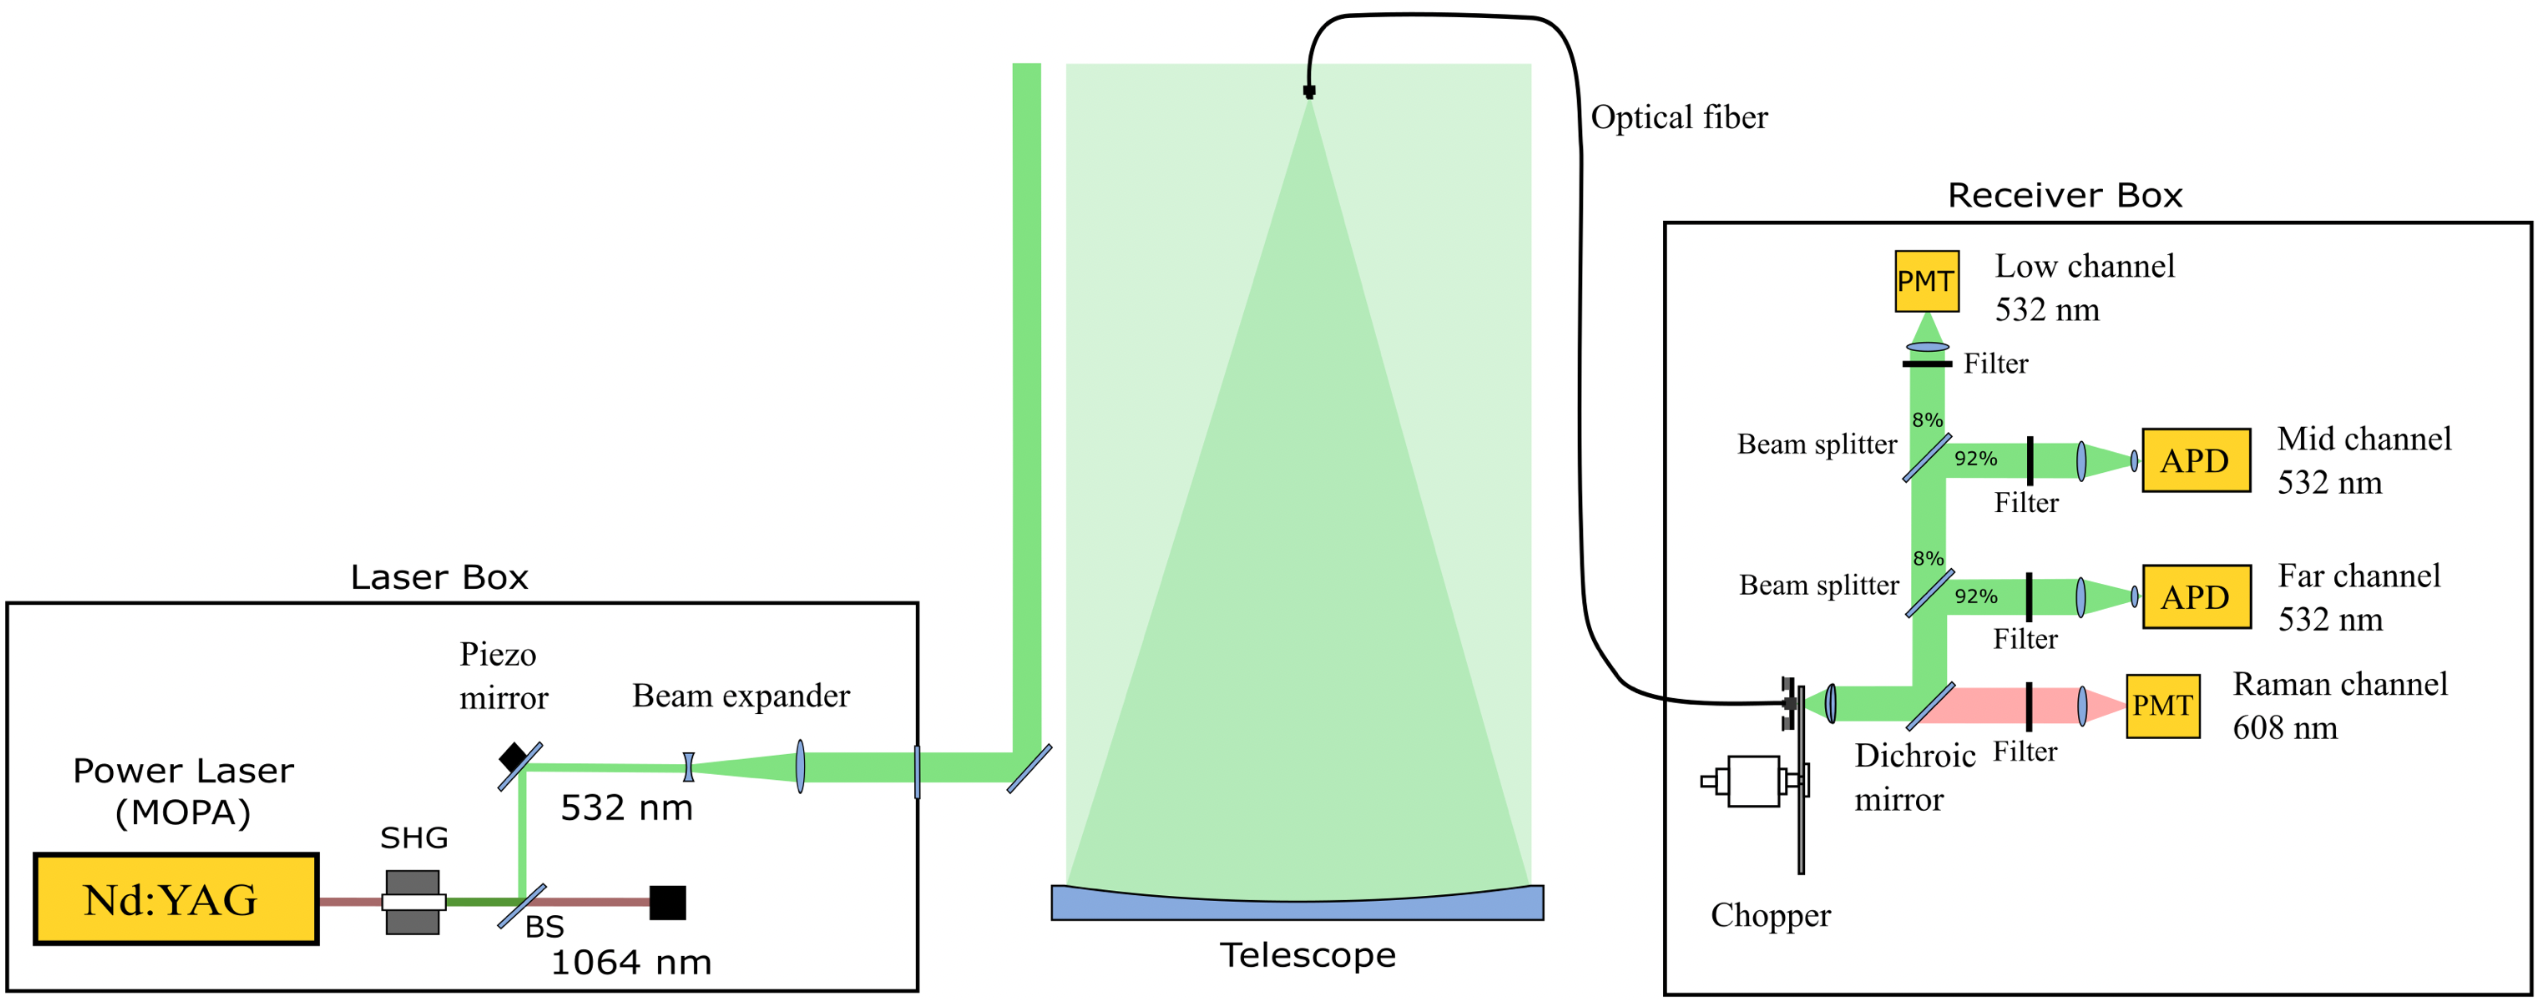 Optical fiber
Receiver Box
PMT
Low channel
532 nm
Filter
8%
Beam splitter
92%
Filter
APD
Mid channel
532 nm
8%
Beam splitter
92%
Filter
APD
Far channel
532 nm
Dichroic
mirror
Filter
PMT
Raman channel
608 nm
Chopper
Telescope
Laser Box
Piezo
mirror
Beam expander
532 nm
Power Laser
(MOPA)
SHG
Nd:YAG
BS
1064 nm